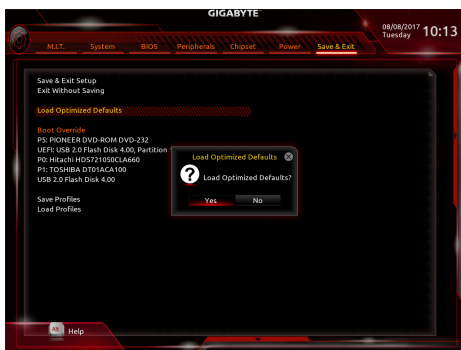 GIGABYTE
08/08/2017 10:13
Tuesday
M.I.T. System BIOS Peripherals Chipset Power Save & Exit
Save & Exit Setup
Exit Without Saving
Load Optimized Defaults
Boot Override
P5: PIONEER DVD-ROM DVD-232
UEFI: USB 2.0 Flash Disk 4.00, Partition
P0: Hitachi HDS721050CLA660
P1: TOSHIBA DT01ACA100
USB 2.0 Flash Disk 4.00
Save Profiles
Load Profiles
Load Optimized Defaults
?
Load Optimized Defaults?
Yes No
Alt Help